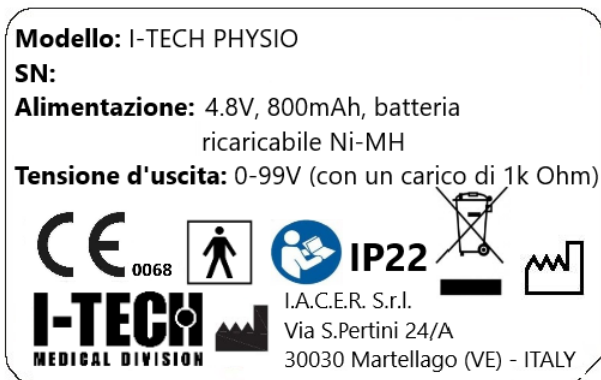 Modello: I-TECH PHYSIO
SN:
Alimentazione: 4.8V, 800mAh, batteria
ricaricabile Ni-MH
Tensione d'uscita: 0-99V (con un carico di 1k Ohm)
CE 0068
IP22
I-TECH
MEDICAL DIVISION
I.A.C.E.R. S.r.l.
Via S.Pertini 24/A
30030 Martellago (VE) - ITALY